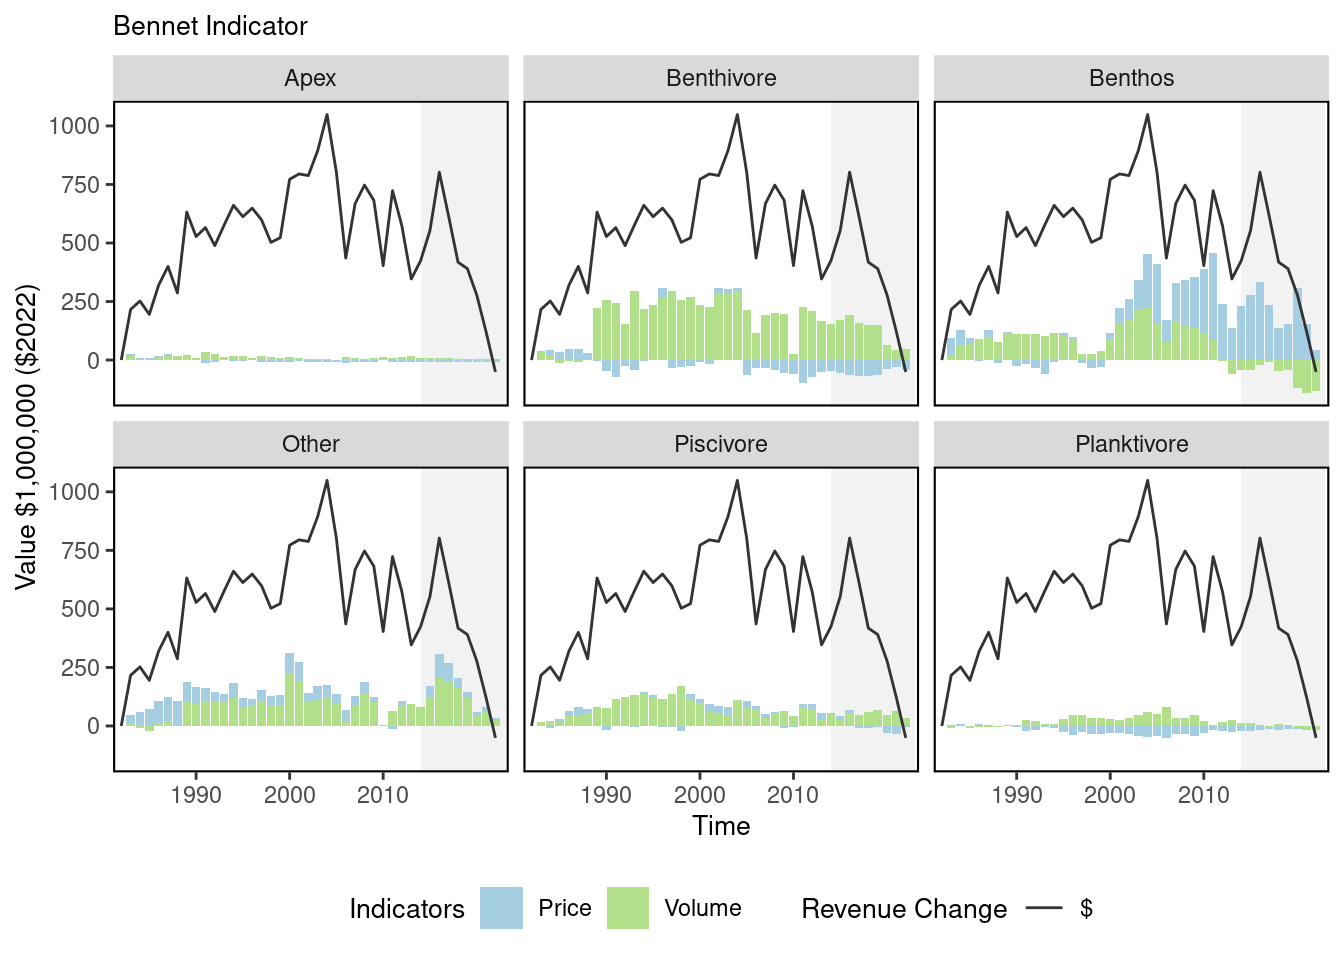 Bennet Indicator
Apex
Benthivore
Benthos
1000
750
500
250
0
Other
Piscivore
Planktivore
1000
750
500
250
0
Value $1,000,000 ($2022)
1990 2000 2010
1990 2000 2010
1990 2000 2010
Time
Indicators Price Volume Revenue Change $